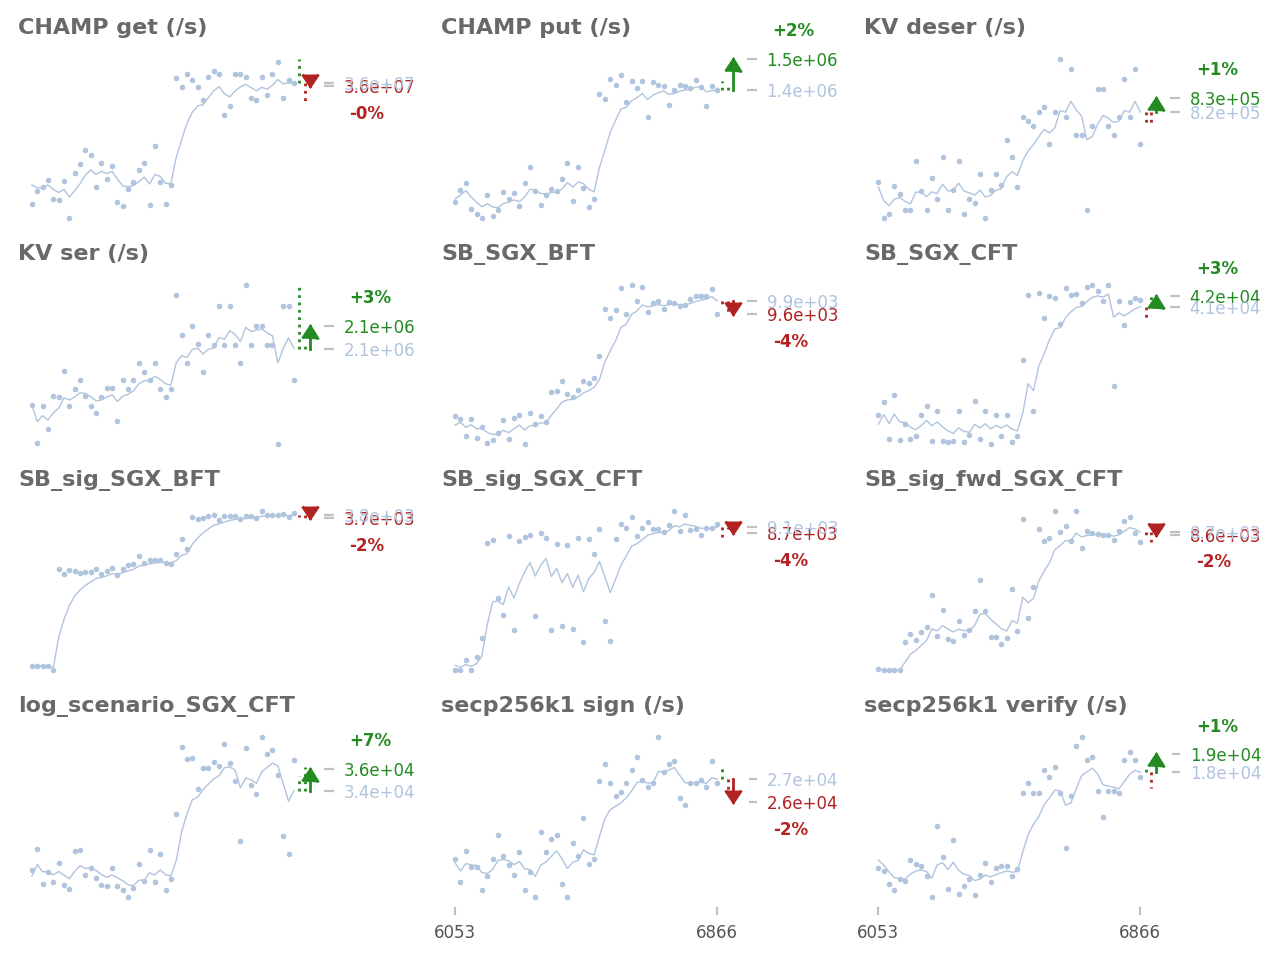 CHAMP get (/s)
3.6e+07
-0%
CHAMP put (/s)
+2%
1.5e+06
1.4e+06
KV deser (/s)
+1%
8.3e+05
8.2e+05
KV ser (/s)
+3%
2.1e+06
2.1e+06
SB_SGX_BFT
9.9e+03
9.6e+03
-4%
SB_SGX_CFT
+3%
4.2e+04
4.1e+04
SB_sig_SGX_BFT
3.7e+03
-2%
SB_sig_SGX_CFT
9.1e+03
8.7e+03
-4%
SB_sig_fwd_SGX_CFT
8.6e+03
-2%
log_scenario_SGX_CFT
+7%
3.6e+04
3.4e+04
secp256k1 sign (/s)
2.7e+04
2.6e+04
-2%
secp256k1 verify (/s)
+1%
1.9e+04
1.8e+04
6053
6866
6053
6866